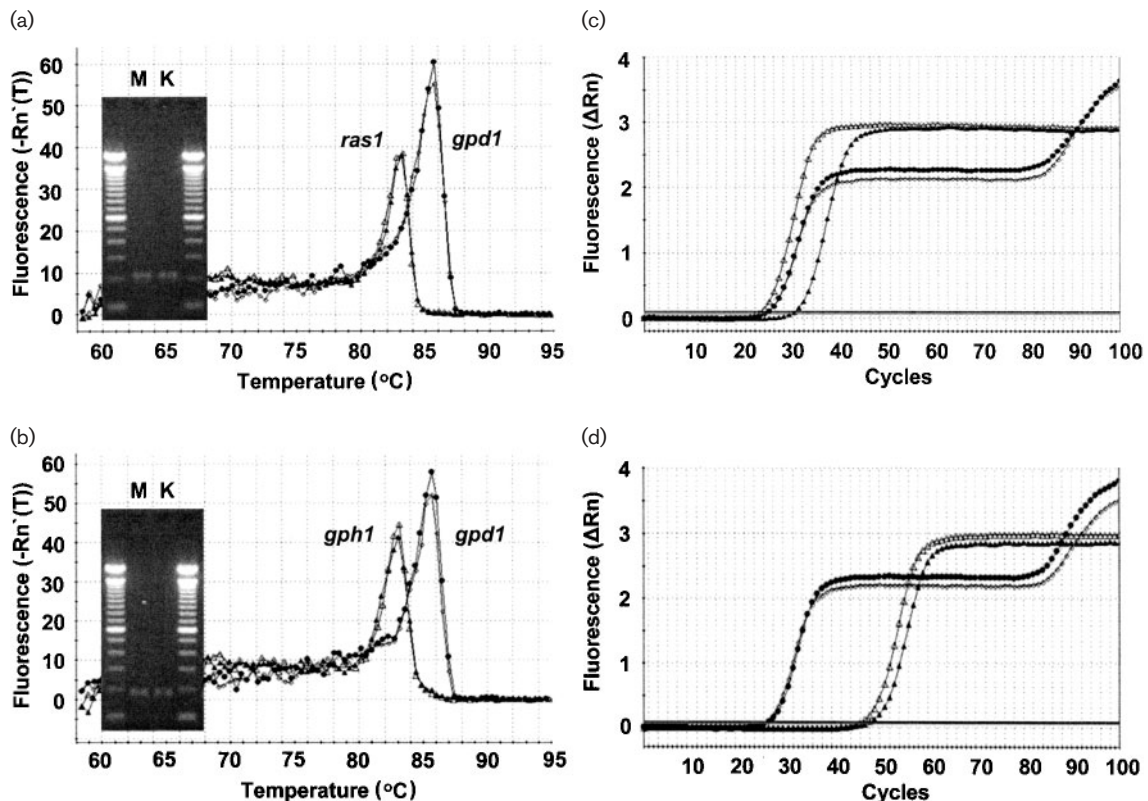 (a)
60
50
40
30
20
10
0
Fluorescence (-Rn`(T))
M K
ras1
gpd1
60 65 70 75 80 85 90 95
Temperature (°C)
(c)
4
3
2
1
0
Fluorescence (ΔRn)
10 20 30 40 50 60 70 80 90 100
Cycles
(b)
60
50
40
30
20
10
0
Fluorescence (-Rn`(T))
M K
gph1
gpd1
60 65 70 75 80 85 90 95
Temperature (°C)
(d)
4
3
2
1
0
Fluorescence (ΔRn)
10 20 30 40 50 60 70 80 90 100
Cycles